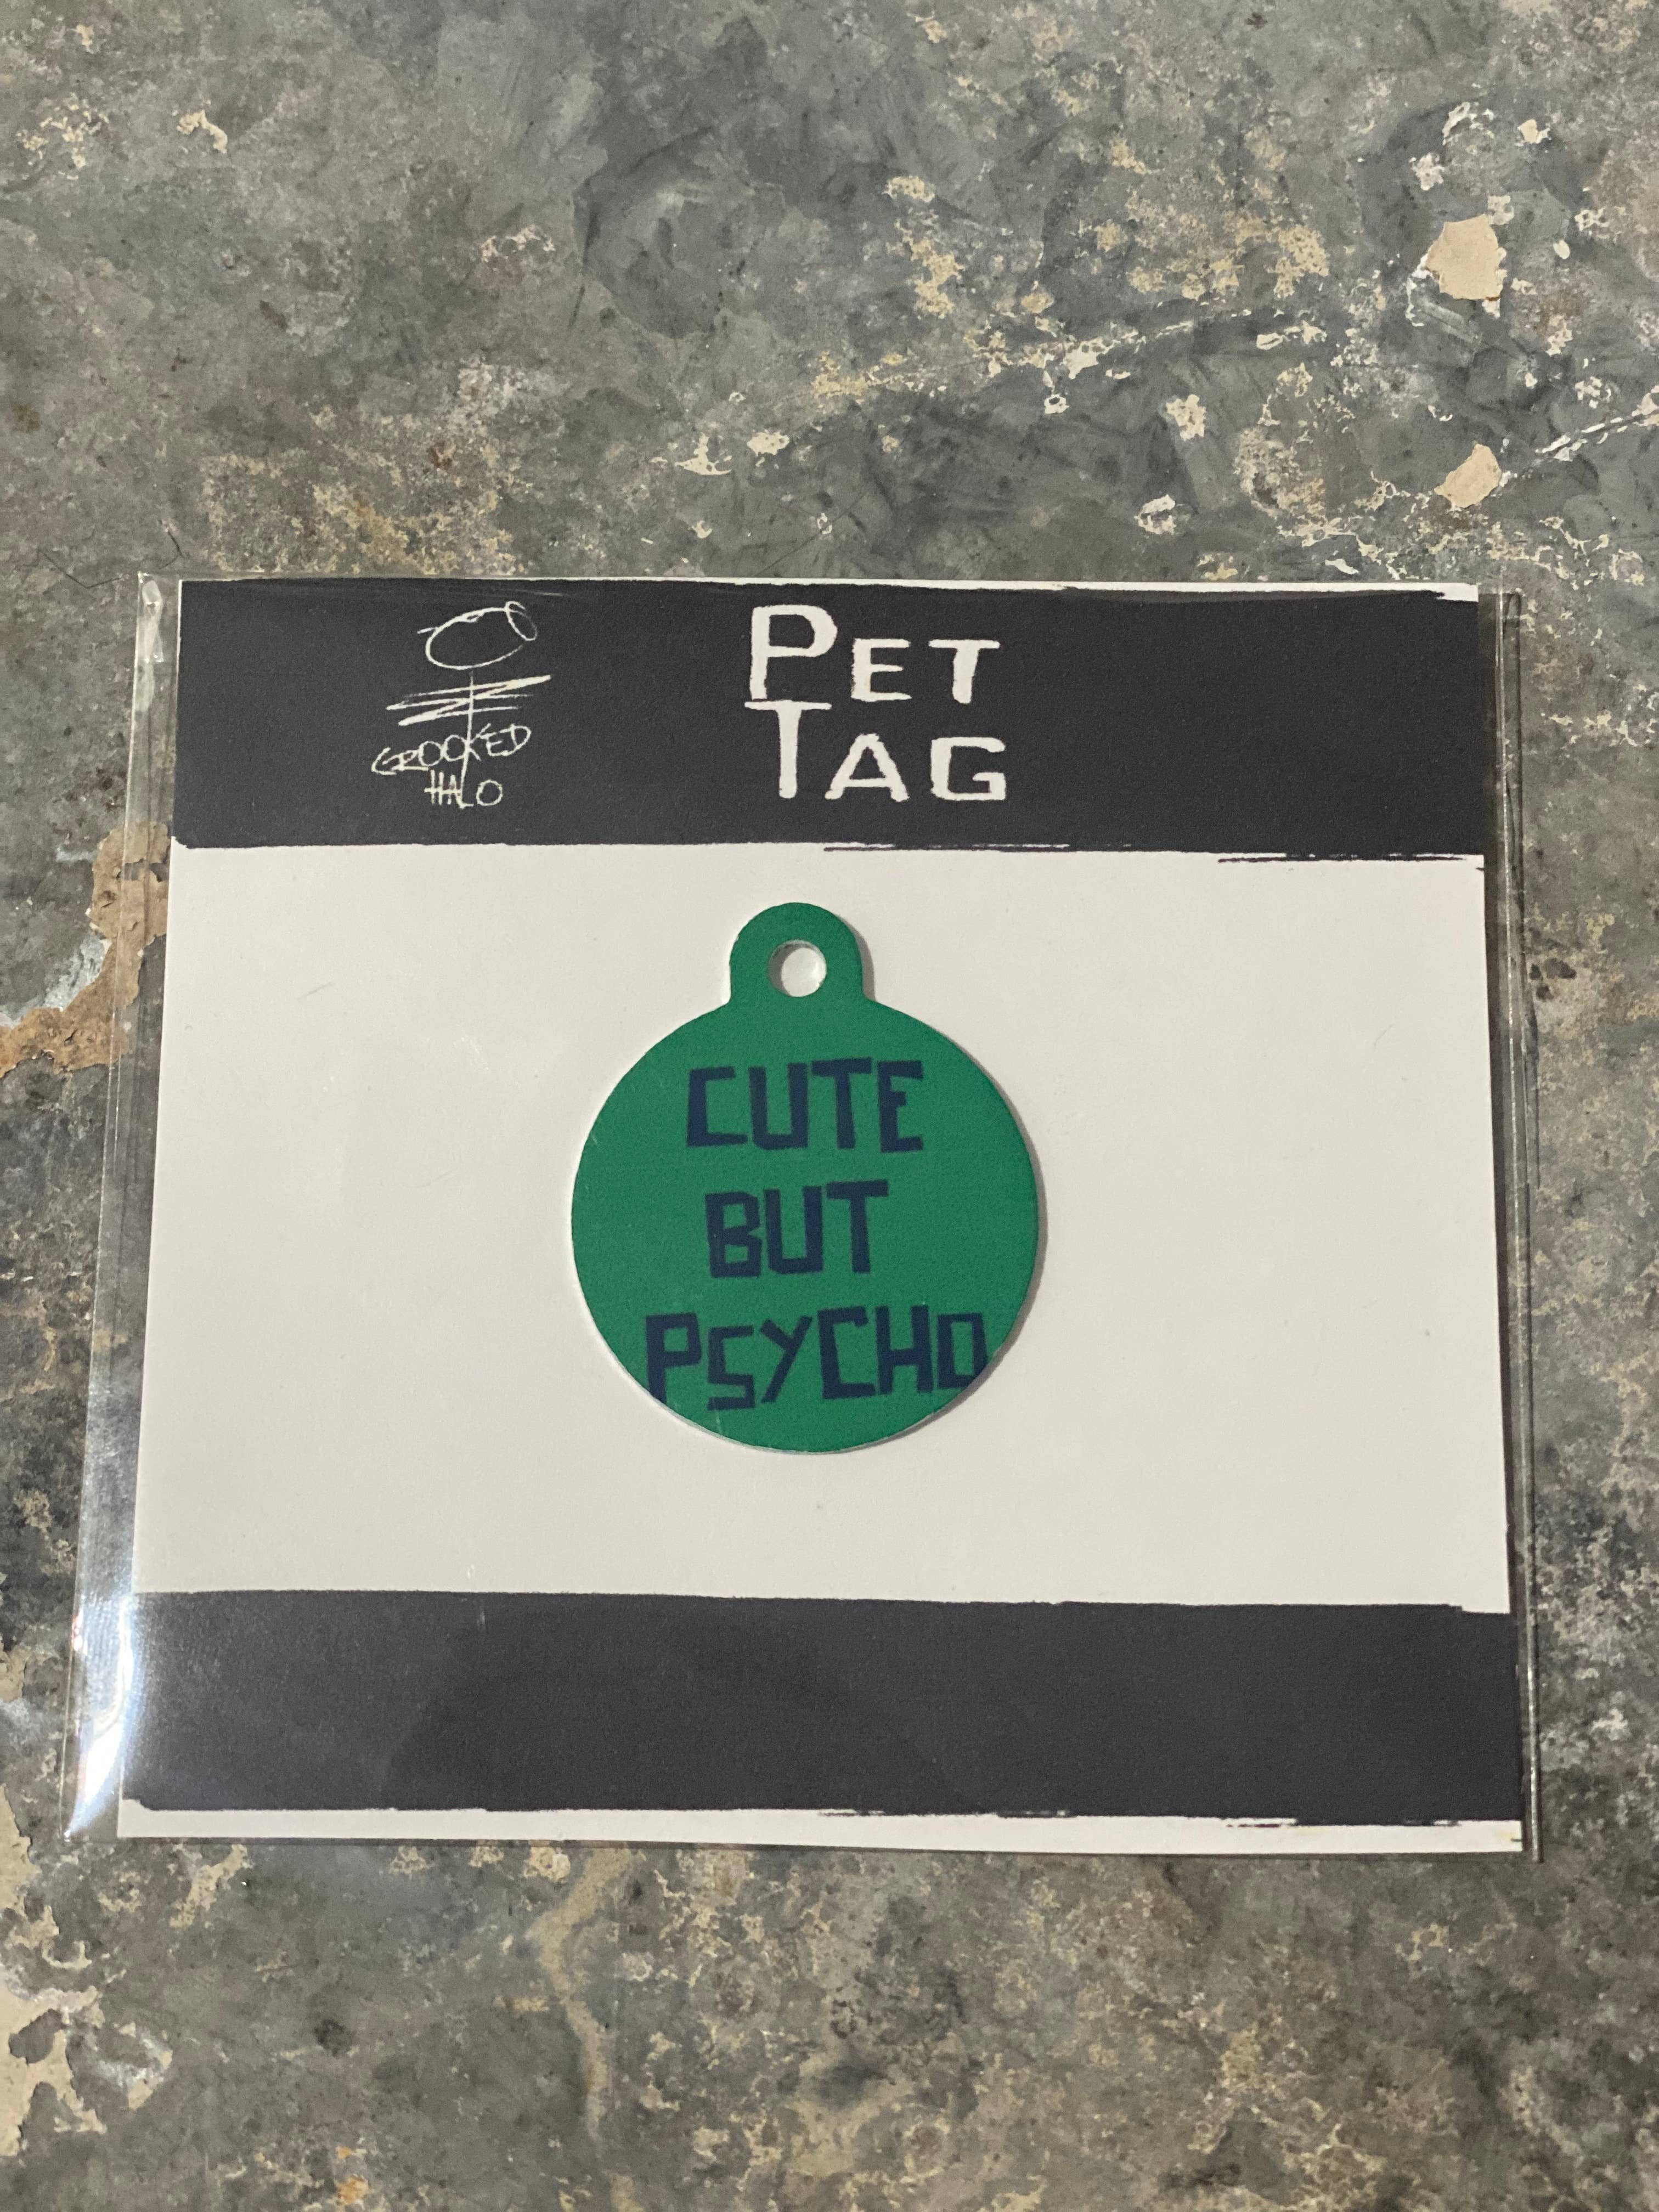 CROOKED
HALO
PET
TAG
CUTE
BUT
PSYCHO